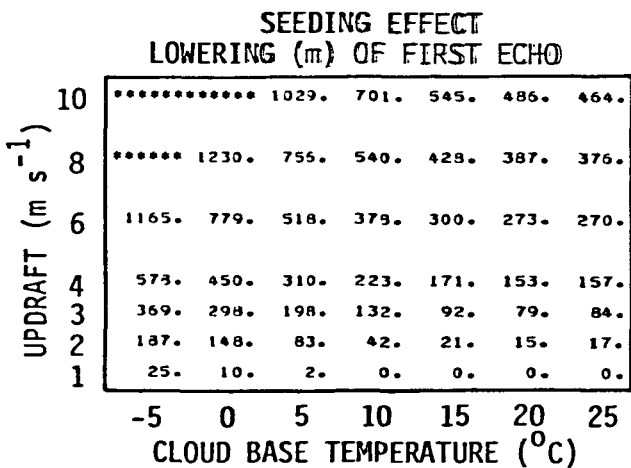 SEEDING EFFECT
LOWERING (m) OF FIRST ECHO
10 ************ 1029. 701. 545. 486. 464.
8 ****** 1230. 755. 540. 428. 387. 376.
6 1165. 779. 518. 378. 300. 273. 270.
4 578. 450. 310. 223. 171. 153. 157.
3 369. 298. 198. 132. 92. 79. 84.
2 187. 148. 83. 42. 21. 15. 17.
1 25. 10. 2. 0. 0. 0. 0.
UPDRAFT (m s⁻¹)
-5 0 5 10 15 20 25
CLOUD BASE TEMPERATURE (°C)